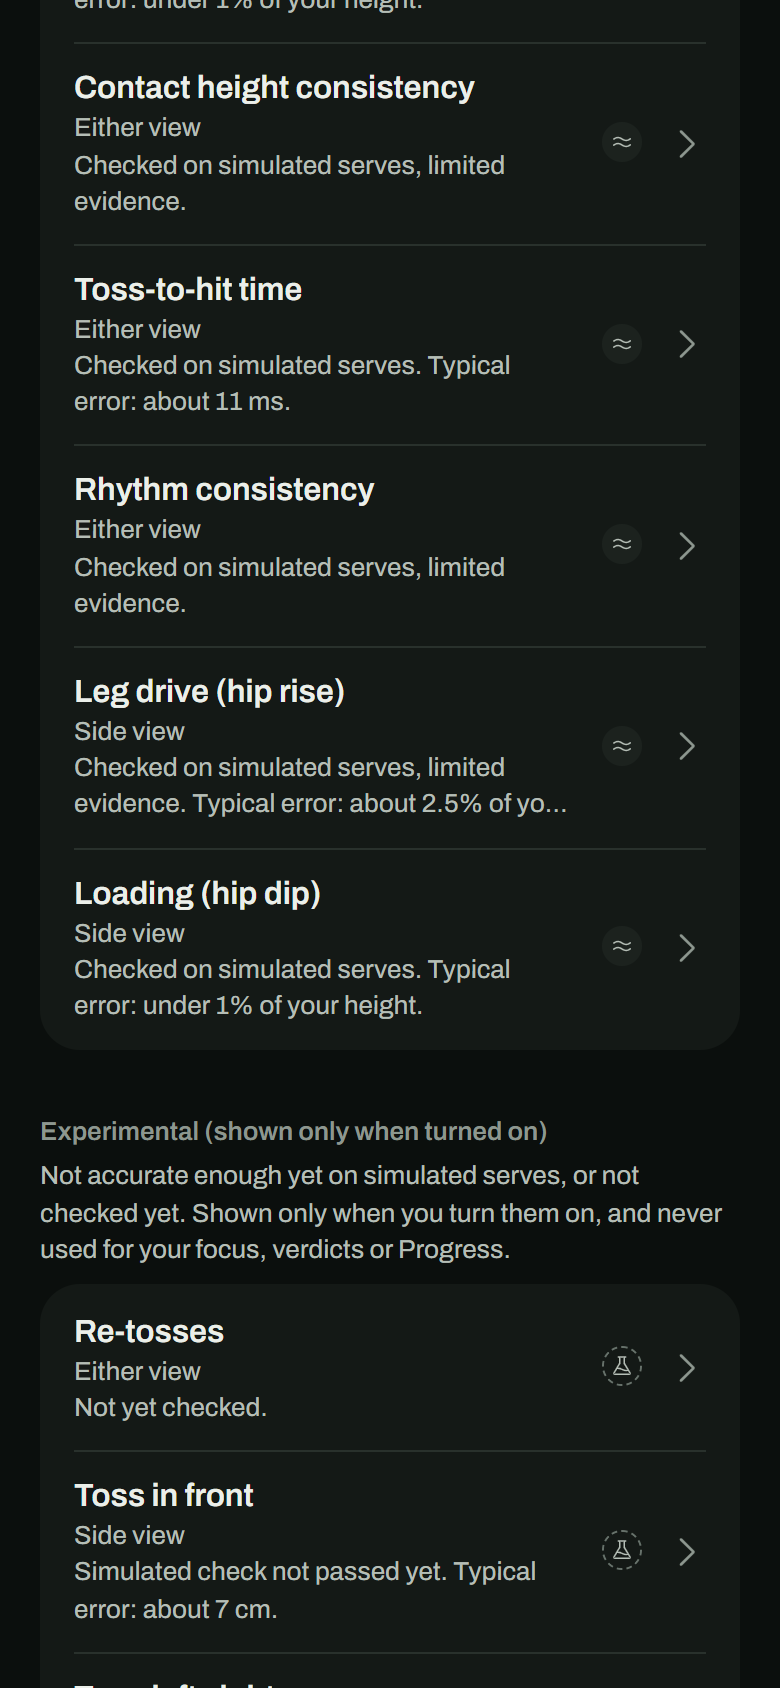 error: under 1% of your height.
Contact height consistency
Either view
Checked on simulated serves, limited
evidence.
Toss-to-hit time
Either view
Checked on simulated serves. Typical
error: about 11 ms.
Rhythm consistency
Either view
Checked on simulated serves, limited
evidence.
Leg drive (hip rise)
Side view
Checked on simulated serves, limited
evidence. Typical error: about 2.5% of yo...
Loading (hip dip)
Side view
Checked on simulated serves. Typical
error: under 1% of your height.
Experimental (shown only when turned on)
Not accurate enough yet on simulated serves, or not
checked yet. Shown only when you turn them on, and never
used for your focus, verdicts or Progress.
Re-tosses
Either view
Not yet checked.
Toss in front
Side view
Simulated check not passed yet. Typical
error: about 7 cm.